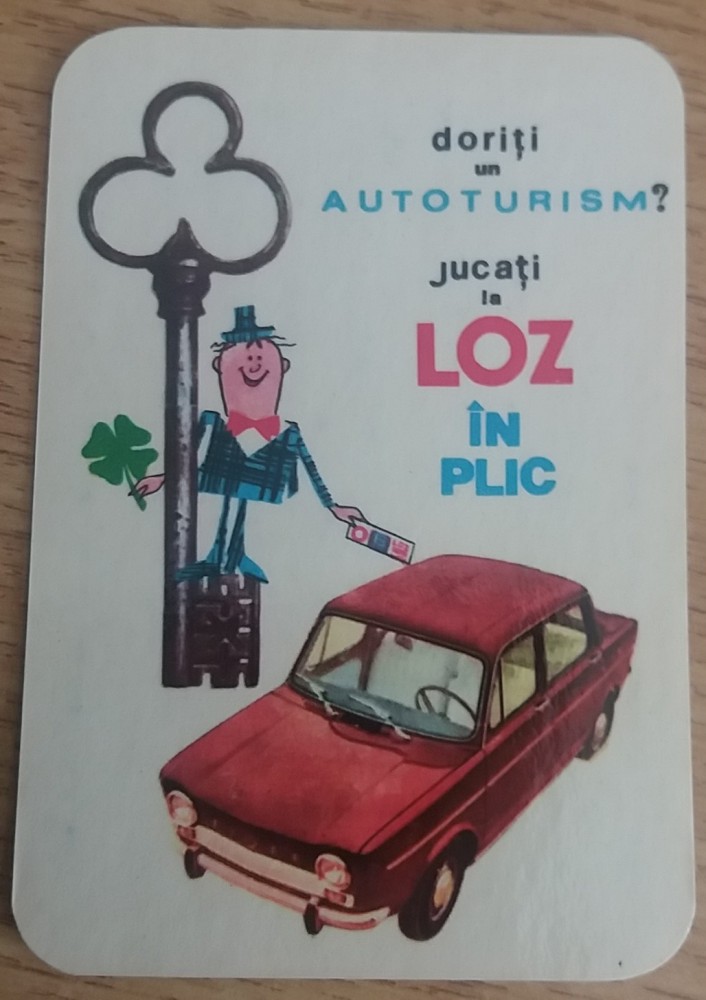 doriți
un
AUTOTURISM?
Jucați
la
LOZ
ÎN
PLIC